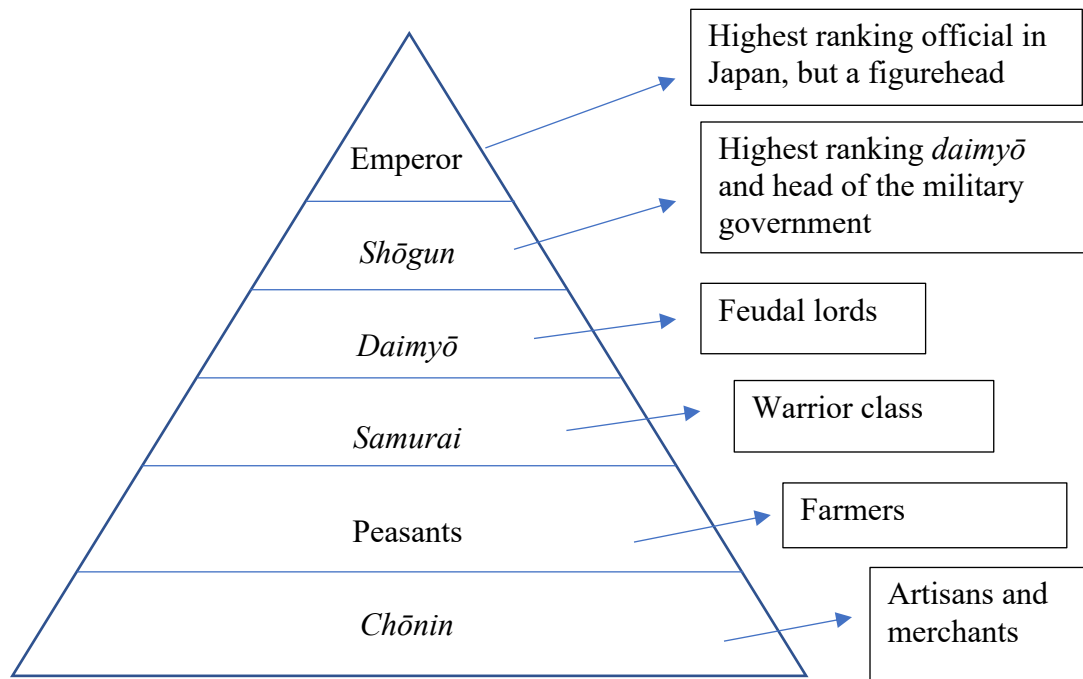 Highest ranking official in
Japan, but a figurehead
Emperor
Highest ranking daimyō
and head of the military
government
Shōgun
Feudal lords
Daimyō
Warrior class
Samurai
Farmers
Peasants
Artisans and
merchants
Chōnin